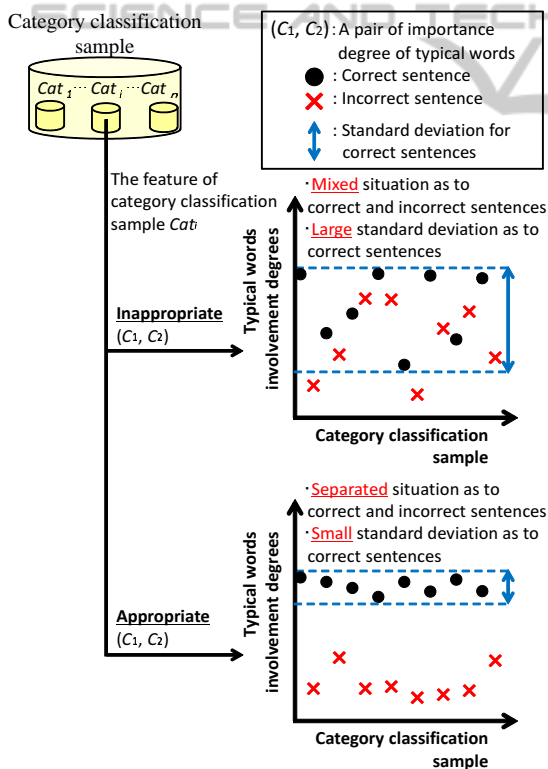 SCIENCE AND TECH
Category classification
sample
Cat 1 ... Cat i ... Cat n
(C1, C2) : A pair of importance
degree of typical words
: Correct sentence
: Incorrect sentence
: Standard deviation for
correct sentences
The feature of
category classification
sample Cati
·Mixed situation as to
correct and incorrect sentences
·Large standard deviation as to
correct sentences
Typical words
involvement degrees
Inappropriate
(C1, C2)
Category classification
sample
·Separated situation as to
correct and incorrect sentences
·Small standard deviation as to
correct sentences
Typical words
involvement degrees
Appropriate
(C1, C2)
Category classification
sample